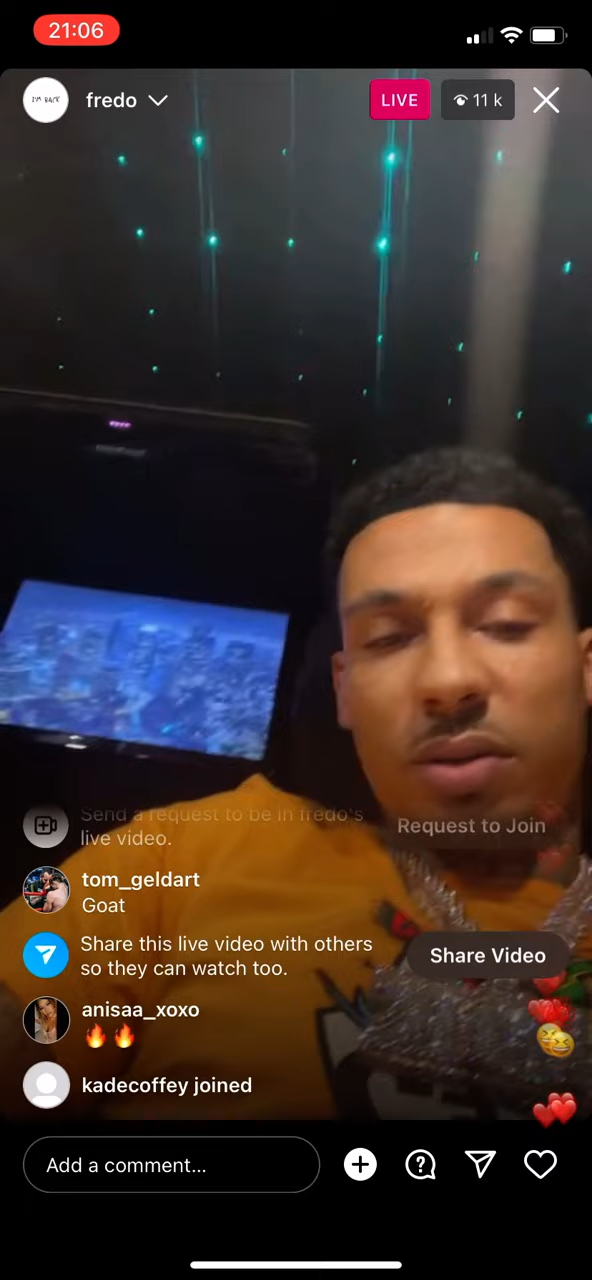 21:06
I'M BACK
fredo
LIVE
11 k
Send a request to be in fredo's
live video.
Request to Join
tom_geldart
Goat
Share this live video with others
so they can watch too.
Share Video
anisaa_xoxo
🔥🔥
kadecoffey joined
Add a comment...